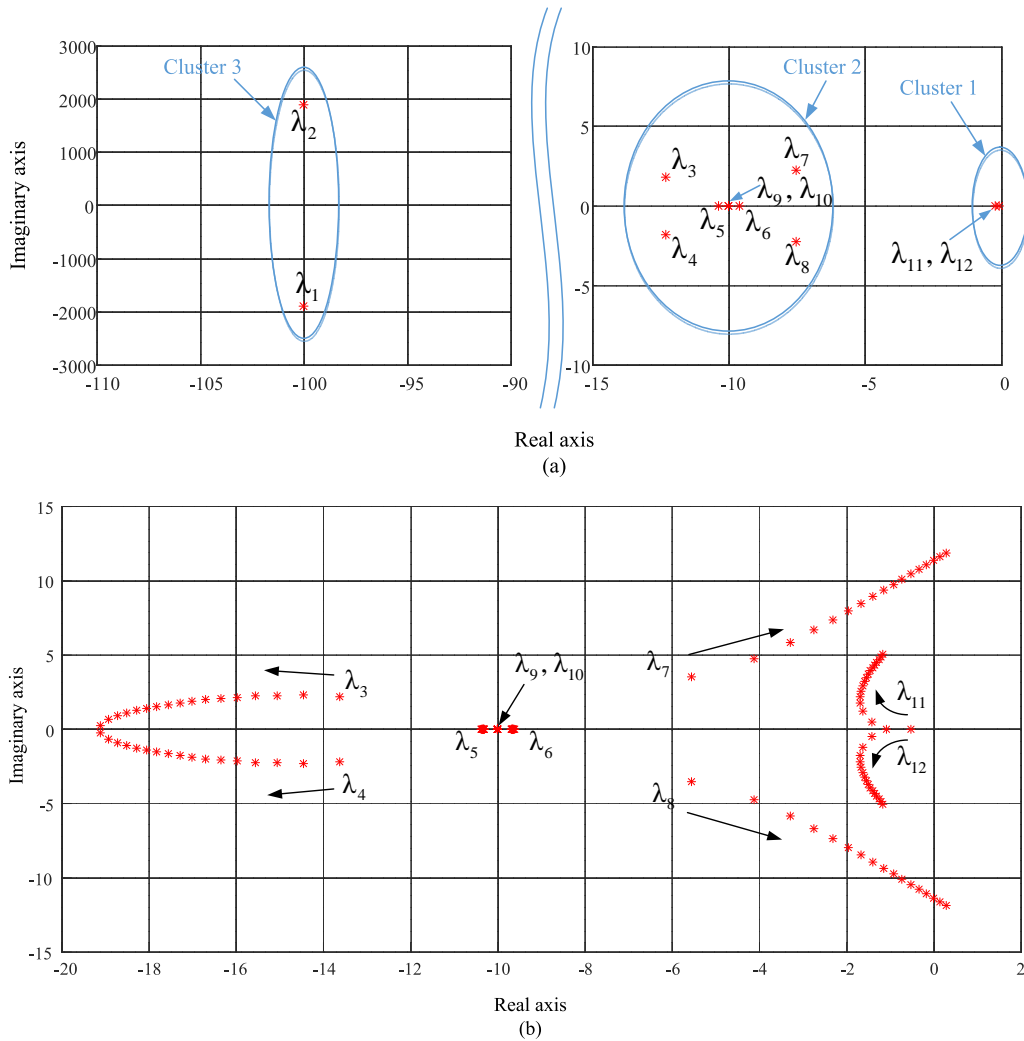 3000
2000
1000
0
-1000
-2000
-3000
-110
-105
-100
-95
-90
Imaginary axis
Cluster 3
λ2
λ1
10
5
0
-5
-10
-15
-10
-5
0
Cluster 2
Cluster 1
λ3
λ7
λ9 , λ10
λ5
λ6
λ4
λ8
λ11, λ12
Real axis
(a)
15
10
5
0
-5
-10
-15
-20
-18
-16
-14
-12
-10
-8
-6
-4
-2
0
2
Imaginary axis
λ3
λ9 , λ10
λ7
λ11
λ5
λ6
λ12
λ4
λ8
Real axis
(b)